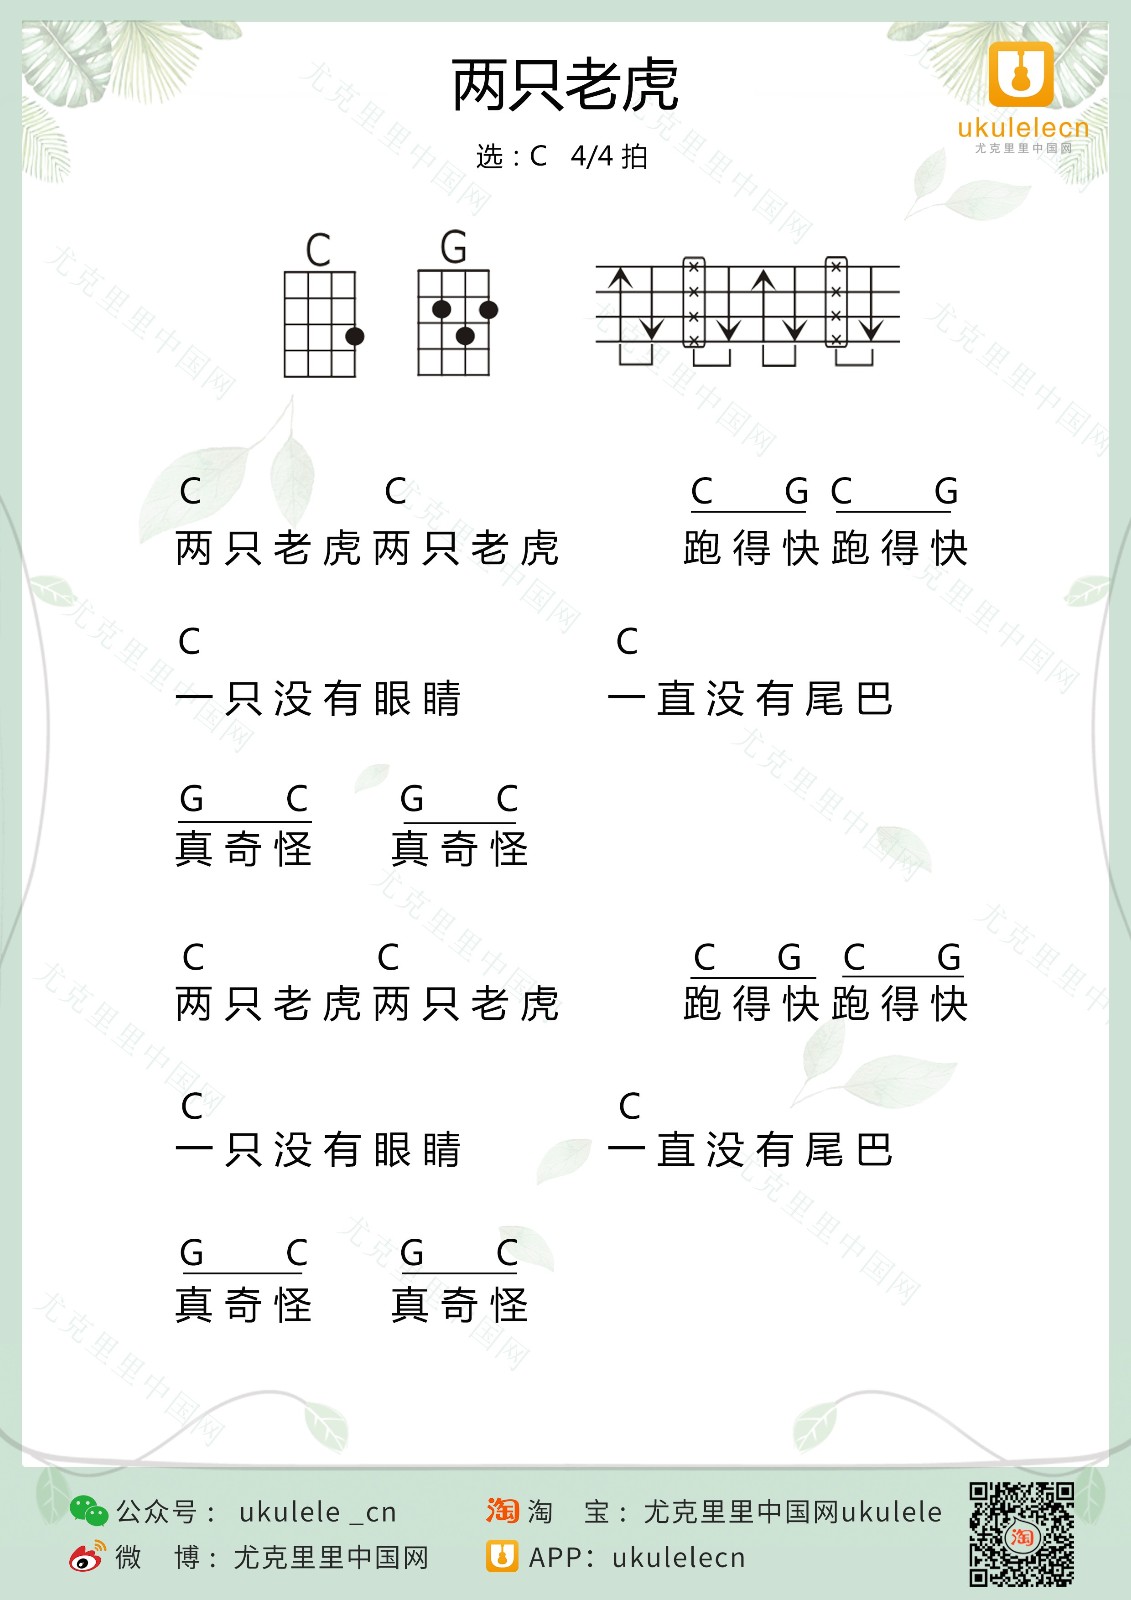 两只老虎
ukulelecn
尤克里里中国网
选：C 4/4 拍
C G
C C C G C G
两只老虎两只老虎 跑得快跑得快
C C
一只没有眼睛 一直没有尾巴
G C G C
真奇怪 真奇怪
C C C G C G
两只老虎两只老虎 跑得快跑得快
C C
一只没有眼睛 一直没有尾巴
G C G C
真奇怪 真奇怪
公众号： ukulele _cn 淘 淘 宝：尤克里里中国网ukulele
微 博：尤克里里中国网 APP：ukulelecn
淘